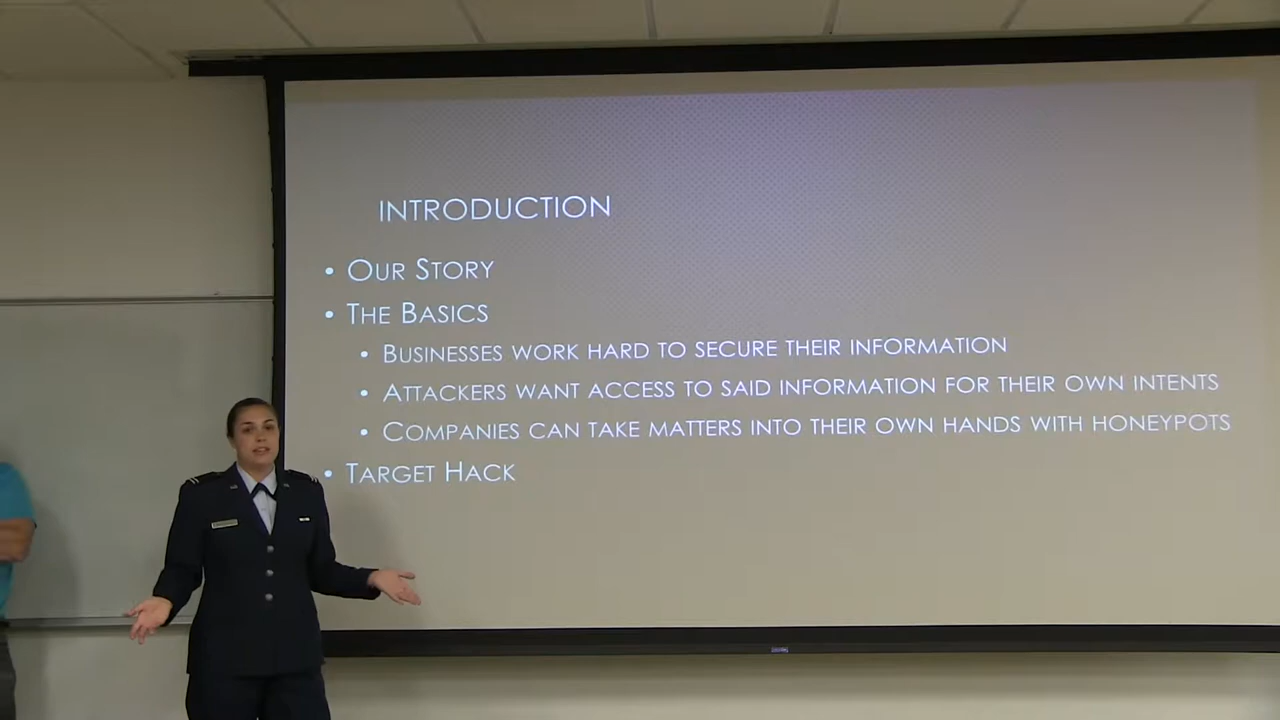 INTRODUCTION
• OUR STORY
• THE BASICS
• BUSINESSES WORK HARD TO SECURE THEIR INFORMATION
• ATTACKERS WANT ACCESS TO SAID INFORMATION FOR THEIR OWN INTENTS
• COMPANIES CAN TAKE MATTERS INTO THEIR OWN HANDS WITH HONEYPOTS
• TARGET HACK